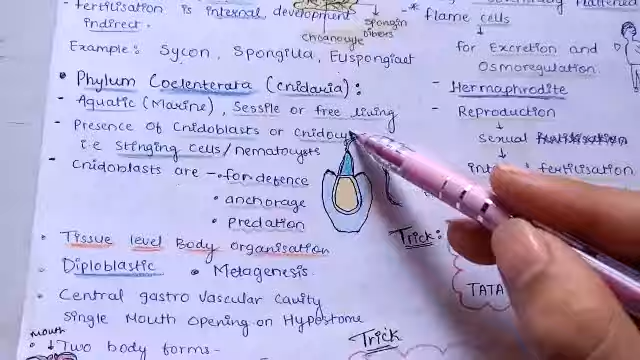 - fertilisation is internal, development
indirect.
spongin
fibers
choanocyte
Example: Sycon, Spongilla, Euspongia
• Phylum Coelenterata (cnidaria):
- Aquatic (Marine), Sessile or free living
- Presence of Cnidoblasts or
i.e Stinging cells/nematocysts
- Cnidoblasts are - • for defence
• anchorage
• predation
• Tissue level Body organisation
• Diploblastic • Metagenesis.
• Central gastro vascular cavity
Single Mouth opening on Hypostome
mouth
• Two body forms -
* flame cells
for Excretion and
Osmoregulation.
- Hermaphrodite
- Reproduction
sexual
fertilisation
Trick:
TATA
Trick